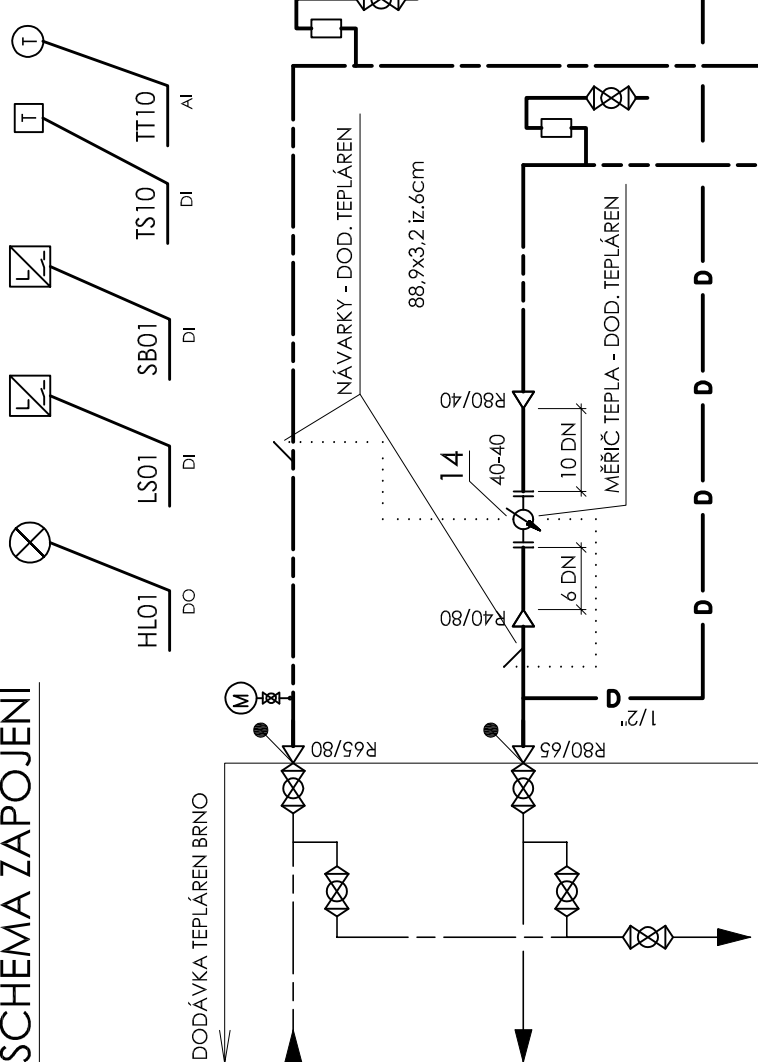 SCHEMA ZAPOJENI
HL01
DO
LS01
DI
SB01
DI
TS10
DI
TT10
AI
T
T
L
L
DODÁVKA TEPLÁREN BRNO
M
R65/80
R80/65
1/2"
D
D
D
D
D
NÁVARKY - DOD. TEPLÁREN
88,9x3,2 iz.6cm
R40/80
R80/40
14
40-40
6 DN
10 DN
MĚŘIČ TEPLA - DOD. TEPLÁREN